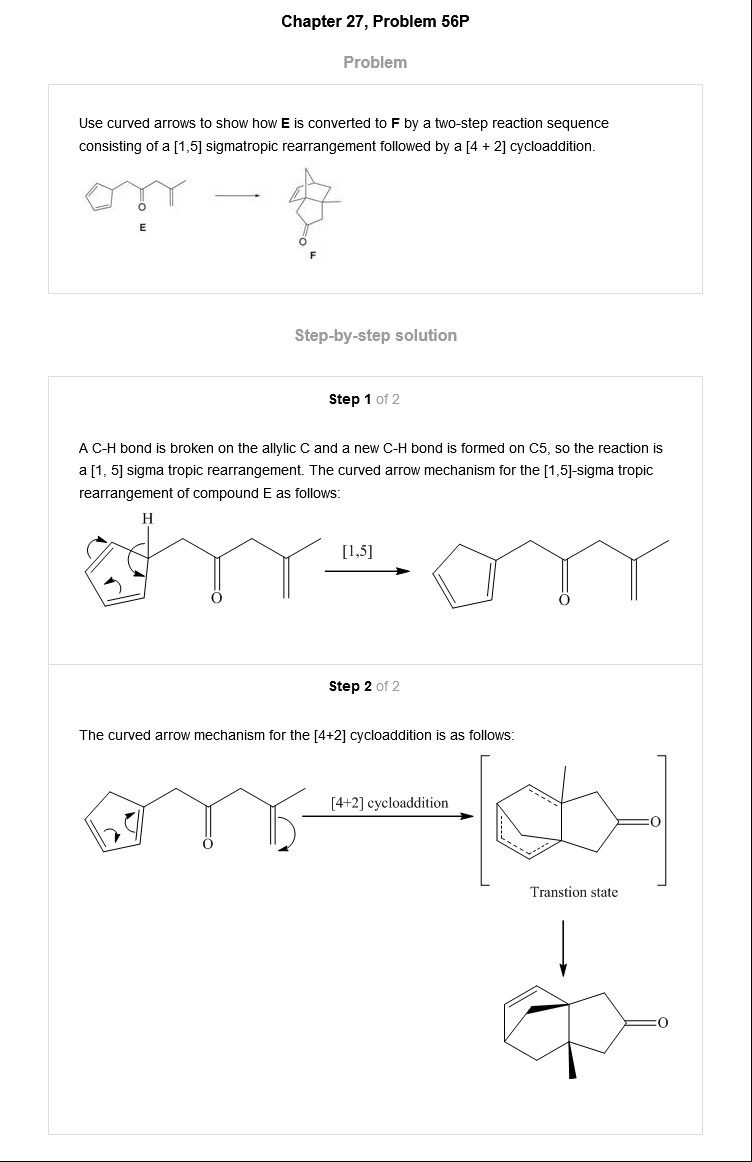 Chapter 27, Problem 56P
Problem
Use curved arrows to show how E is converted to F by a two-step reaction sequence
consisting of a [1,5] sigmatropic rearrangement followed by a [4 + 2] cycloaddition.
O
E
O
F
Step-by-step solution
Step 1 of 2
A C-H bond is broken on the allylic C and a new C-H bond is formed on C5, so the reaction is
a [1, 5] sigma tropic rearrangement. The curved arrow mechanism for the [1,5]-sigma tropic
rearrangement of compound E as follows:
H
[1,5]
O
O
Step 2 of 2
The curved arrow mechanism for the [4+2] cycloaddition is as follows:
[4+2] cycloaddition
O
O
Transtion state
O